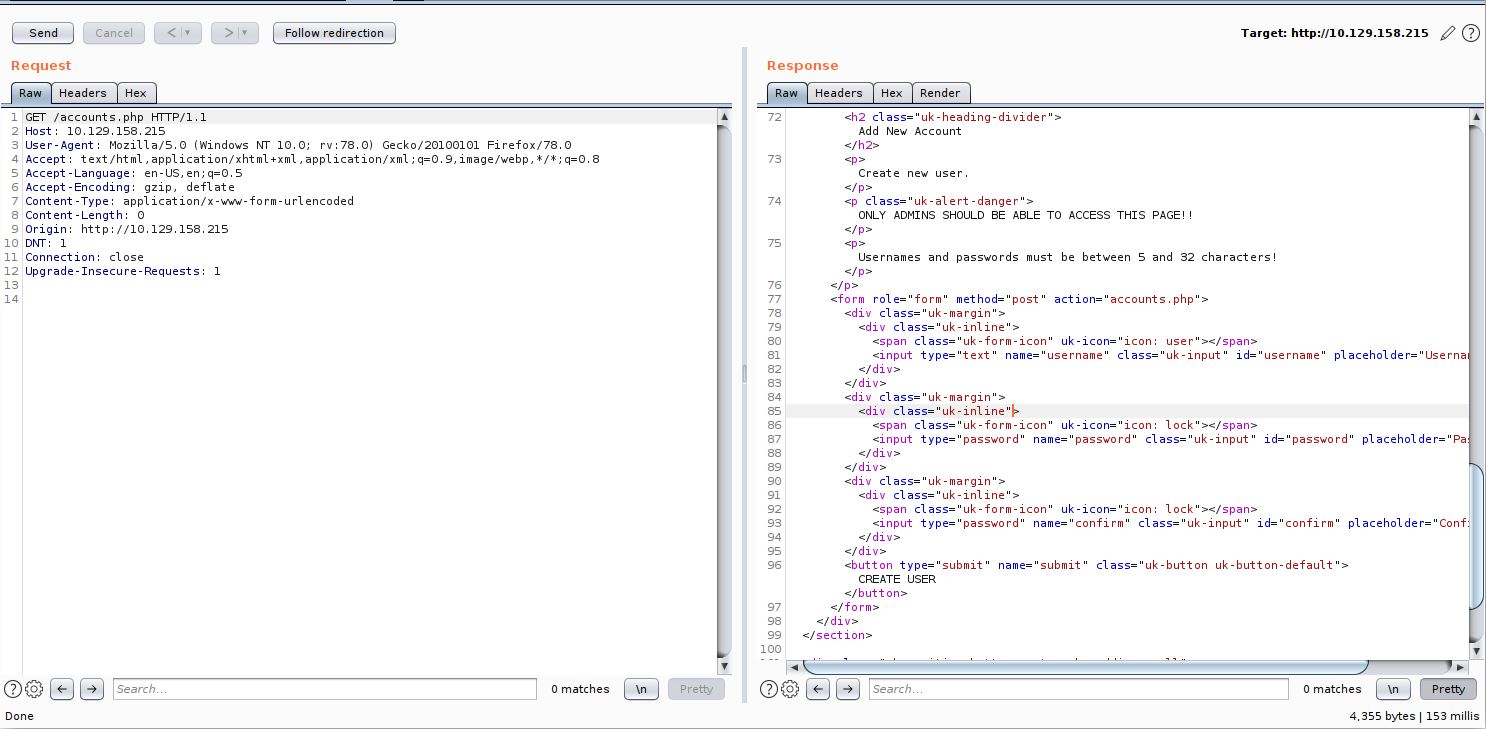 Send Cancel < > Follow redirection Target: http://10.129.158.215
Request
Raw Headers Hex
1 GET /accounts.php HTTP/1.1
2 Host: 10.129.158.215
3 User-Agent: Mozilla/5.0 (Windows NT 10.0; rv:78.0) Gecko/20100101 Firefox/78.0
4 Accept: text/html,application/xhtml+xml,application/xml;q=0.9,image/webp,*/*;q=0.8
5 Accept-Language: en-US,en;q=0.5
6 Accept-Encoding: gzip, deflate
7 Content-Type: application/x-www-form-urlencoded
8 Content-Length: 0
9 Origin: http://10.129.158.215
10 DNT: 1
11 Connection: close
12 Upgrade-Insecure-Requests: 1
13
14
Search... 0 matches \n Pretty
Response
Raw Headers Hex Render
72 <h2 class="uk-heading-divider">
Add New Account
</h2>
73 <p>
Create new user.
</p>
74 <p class="uk-alert-danger">
ONLY ADMINS SHOULD BE ABLE TO ACCESS THIS PAGE!!
</p>
75 <p>
Usernames and passwords must be between 5 and 32 characters!
</p>
76 </p>
77 <form role="form" method="post" action="accounts.php">
78 <div class="uk-margin">
79 <div class="uk-inline">
80 <span class="uk-form-icon" uk-icon="icon: user"></span>
81 <input type="text" name="username" class="uk-input" id="username" placeholder="Userna
82 </div>
83 </div>
84 <div class="uk-margin">
85 <div class="uk-inline">
86 <span class="uk-form-icon" uk-icon="icon: lock"></span>
87 <input type="password" name="password" class="uk-input" id="password" placeholder="Pas
88 </div>
89 </div>
90 <div class="uk-margin">
91 <div class="uk-inline">
92 <span class="uk-form-icon" uk-icon="icon: lock"></span>
93 <input type="password" name="confirm" class="uk-input" id="confirm" placeholder="Conf
94 </div>
95 </div>
96 <button type="submit" name="submit" class="uk-button uk-button-default">
CREATE USER
</button>
97 </form>
98 </div>
99 </section>
100
Search... 0 matches \n Pretty
Done 4,355 bytes | 153 millis